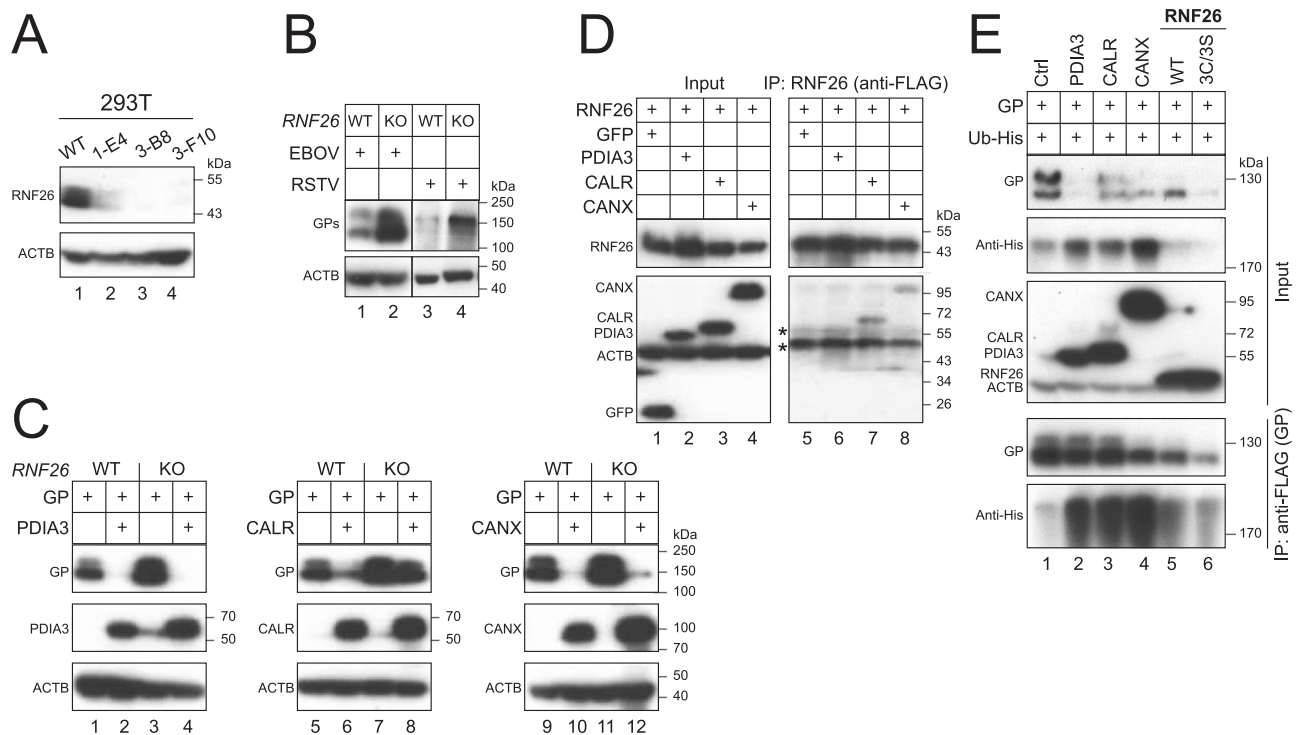 A
293T
WT 1-E4 3-B8 3-F10
kDa
RNF26
55
43
ACTB
1 2 3 4
B
RNF26 WT KO WT KO
EBOV + +
RSTV + +
kDa
GPs
250
150
100
ACTB
50
40
1 2 3 4
C
RNF26 WT KO
GP + + + +
PDIA3 + +
GP
PDIA3
70
50
ACTB
1 2 3 4
WT KO
GP + + + +
CALR + +
GP
CALR
70
50
ACTB
5 6 7 8
WT KO
GP + + + +
CANX + +
kDa
GP
250
150
100
CANX
100
70
ACTB
50
40
9 10 11 12
D
Input IP: RNF26 (anti-FLAG)
RNF26 + + + + + + + +
GFP + +
PDIA3 + +
CALR + +
CANX + +
kDa
RNF26
55
43
CANX
CALR
PDIA3
ACTB
GFP
*
*
95
72
55
43
34
26
1 2 3 4 5 6 7 8
E
RNF26
Ctrl PDIA3 CALR CANX WT 3C/3S
GP + + + + + +
Ub-His + + + + + +
kDa
GP
130
Anti-His
170
CANX
CALR
PDIA3
RNF26
ACTB
95
72
55
Input
GP
130
Anti-His
170
IP: anti-FLAG (GP)
1 2 3 4 5 6